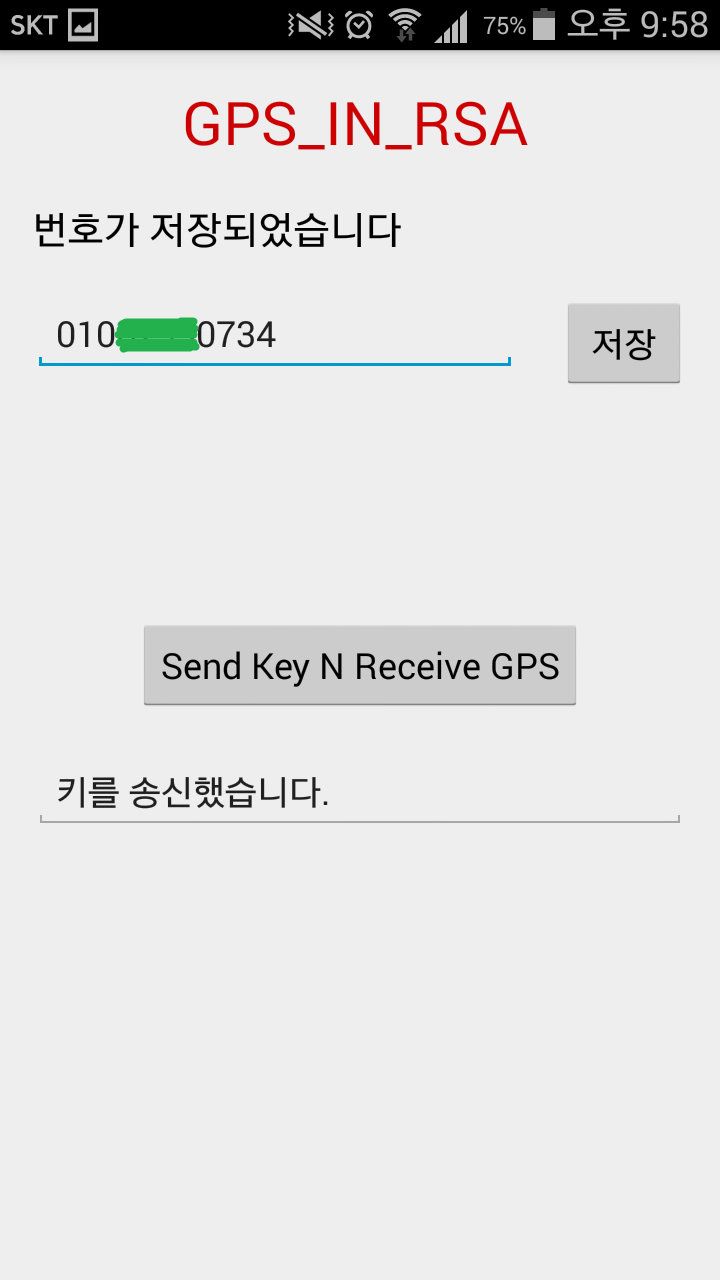 SKT 75% 오후 9:58
GPS_IN_RSA
번호가 저장되었습니다
010 0734 저장
Send Key N Receive GPS
키를 송신했습니다.